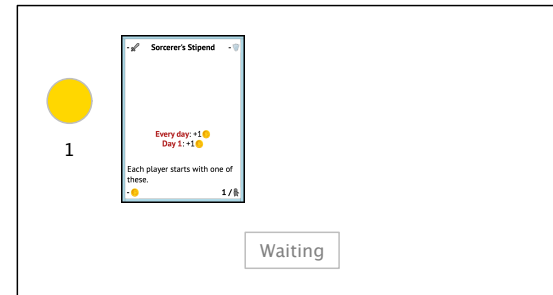 - Sorcerer's Stipend -
Every day: +1
Day 1: +1
Each player starts with one of
these.
- 1 /
1
Waiting